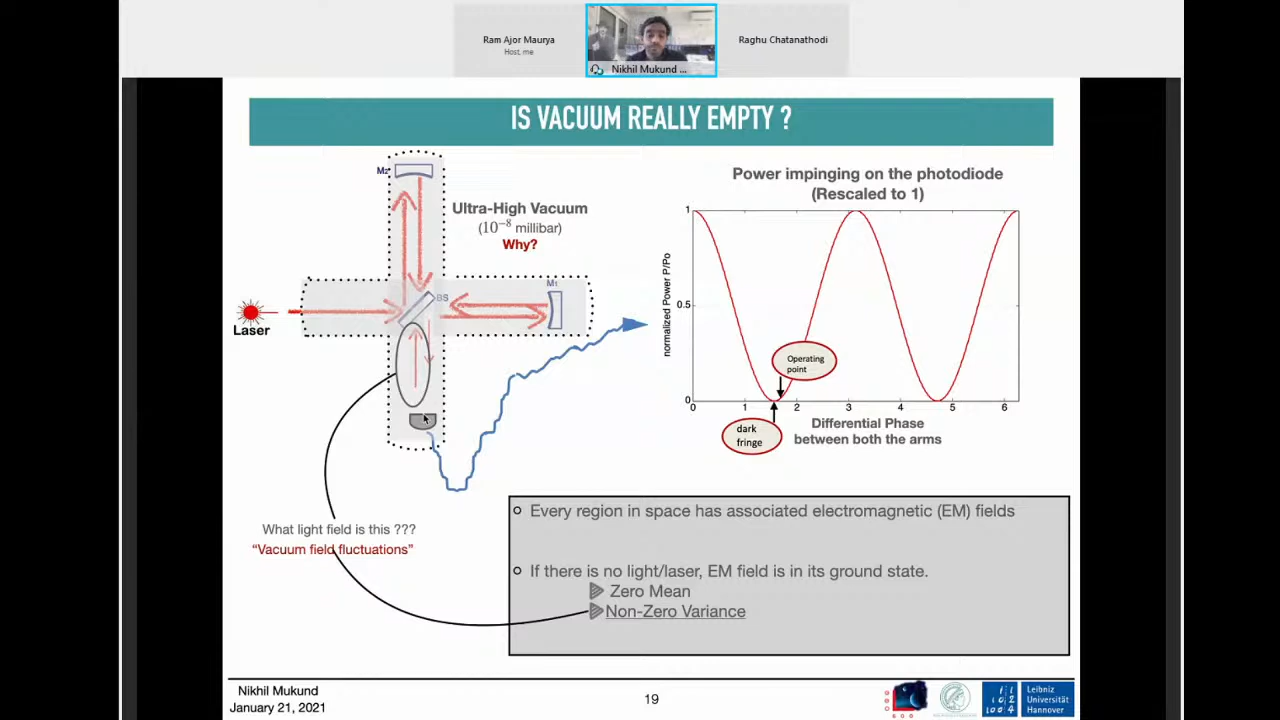 Ram Ajor Maurya
Host, me
Nikhil Mukund ...
Raghu Chatanathodi
IS VACUUM REALLY EMPTY ?
M2
Ultra-High Vacuum
(10⁻⁸ millibar)
Why?
BS
M1
Laser
What light field is this ???
“Vacuum field fluctuations”
Power impinging on the photodiode
(Rescaled to 1)
normalized Power P/Po
1
0.5
0
0 1 2 3 4 5 6
Operating
point
dark
fringe
Differential Phase
between both the arms
Every region in space has associated electromagnetic (EM) fields
If there is no light/laser, EM field is in its ground state.
Zero Mean
Non-Zero Variance
Nikhil Mukund
January 21, 2021
19
Leibniz
Universität
Hannover